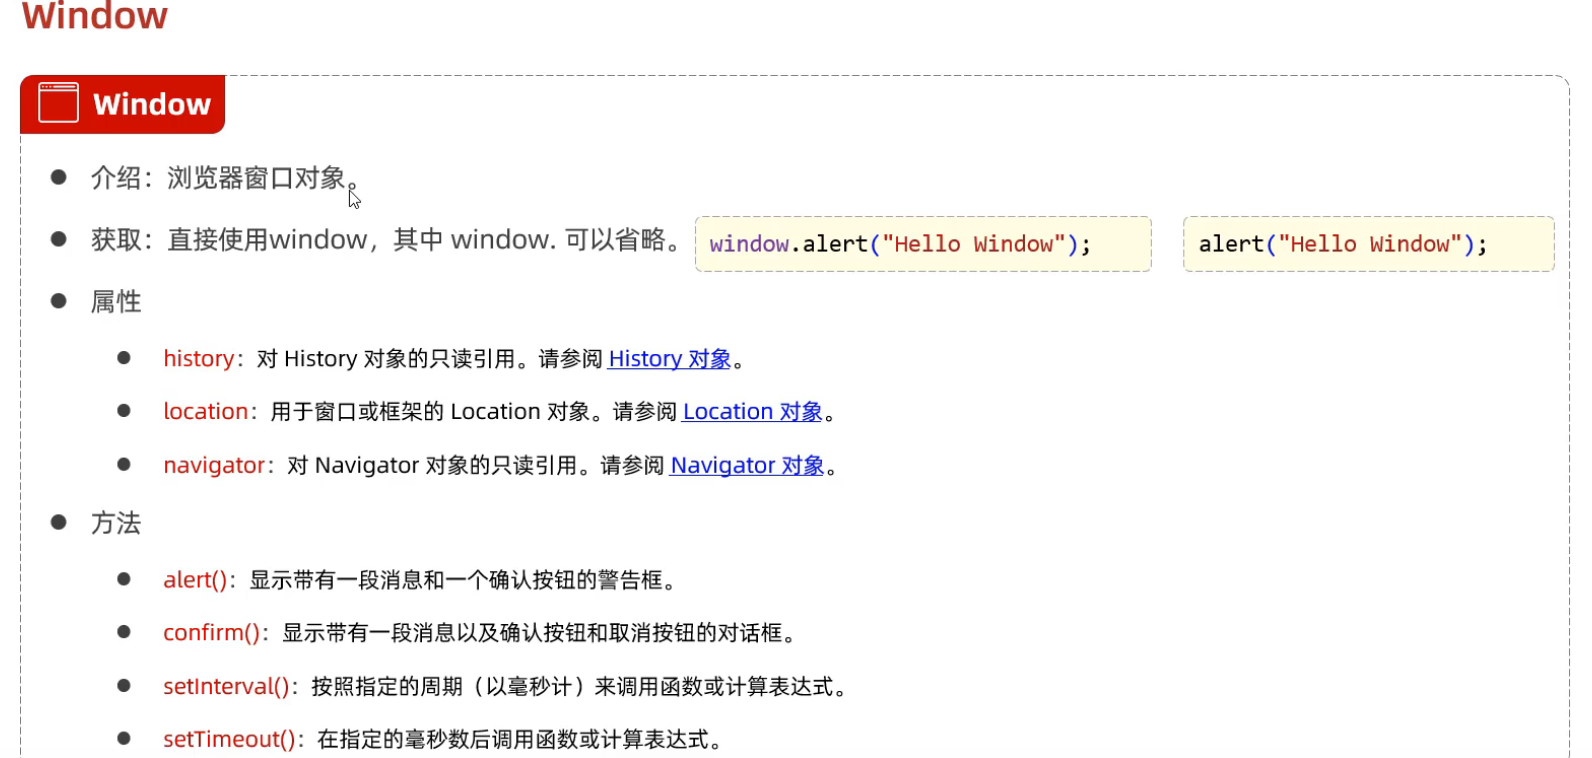 Window
Window
介绍：浏览器窗口对象。
获取：直接使用window，其中 window. 可以省略。 window.alert("Hello Window"); alert("Hello Window");
属性
history：对 History 对象的只读引用。请参阅 History 对象。
location：用于窗口或框架的 Location 对象。请参阅 Location 对象。
navigator：对 Navigator 对象的只读引用。请参阅 Navigator 对象。
方法
alert()：显示带有一段消息和一个确认按钮的警告框。
confirm()：显示带有一段消息以及确认按钮和取消按钮的对话框。
setInterval()：按照指定的周期（以毫秒计）来调用函数或计算表达式。
setTimeout()：在指定的毫秒数后调用函数或计算表达式。